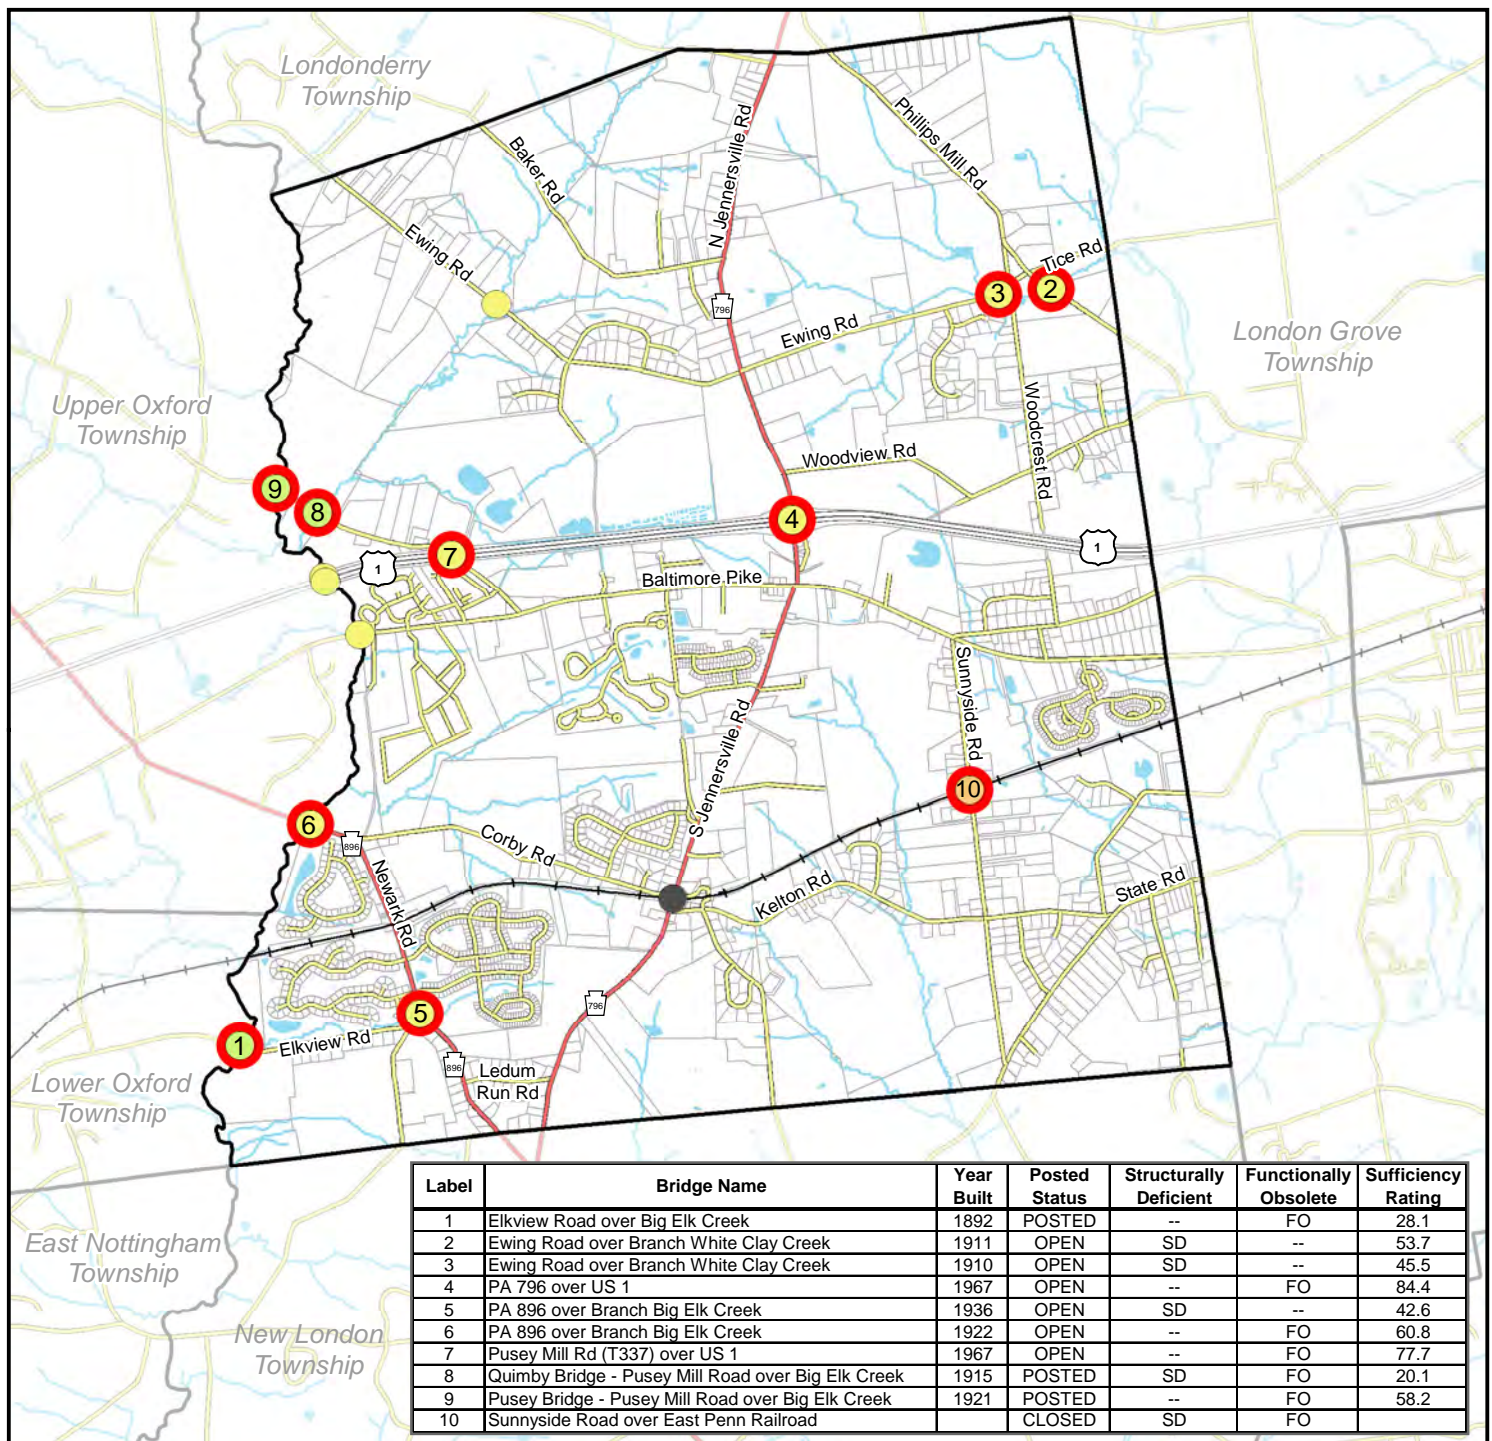 Londonderry
Township
Phillips Mill Rd
Baker Rd
N Jennersville Rd
Ewing Rd
Tice Rd
3
2
796
Ewing Rd
London Grove
Township
Upper Oxford
Township
Woodcrest Rd
Woodview Rd
9
8
4
7
1
1
Baltimore Pike
Sunnyside Rd
S Jennersville Rd
10
6
896
Corby Rd
Newark Rd
Kelton Rd
State Rd
796
5
1
Elkview Rd
896
Ledum
Run Rd
Lower Oxford
Township
East Nottingham
Township
New London
Township
Label Bridge Name Year Built Posted Status Structurally Deficient Functionally Obsolete Sufficiency Rating
1 Elkview Road over Big Elk Creek 1892 POSTED -- FO 28.1
2 Ewing Road over Branch White Clay Creek 1911 OPEN SD -- 53.7
3 Ewing Road over Branch White Clay Creek 1910 OPEN SD -- 45.5
4 PA 796 over US 1 1967 OPEN -- FO 84.4
5 PA 896 over Branch Big Elk Creek 1936 OPEN SD -- 42.6
6 PA 896 over Branch Big Elk Creek 1922 OPEN -- FO 60.8
7 Pusey Mill Rd (T337) over US 1 1967 OPEN -- FO 77.7
8 Quimby Bridge - Pusey Mill Road over Big Elk Creek 1915 POSTED SD FO 20.1
9 Pusey Bridge - Pusey Mill Road over Big Elk Creek 1921 POSTED -- FO 58.2
10 Sunnyside Road over East Penn Railroad CLOSED SD FO